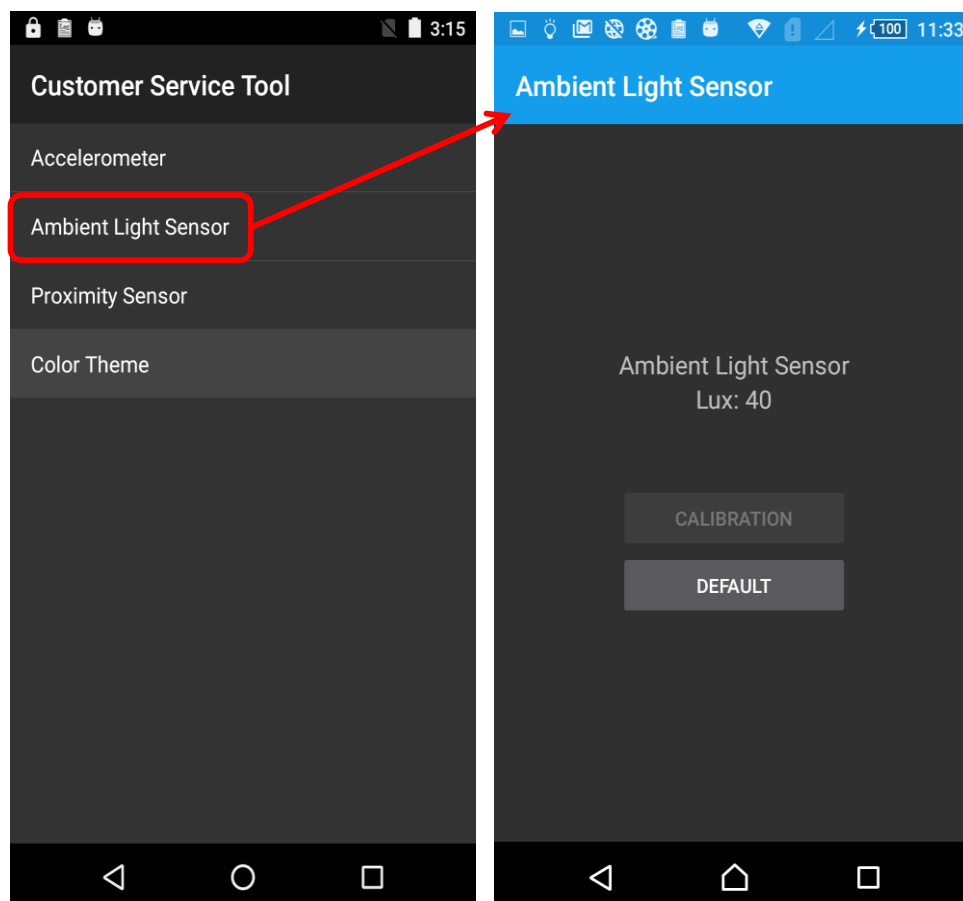 3:15
Customer Service Tool
Accelerometer
Ambient Light Sensor
Proximity Sensor
Color Theme
100 11:33
Ambient Light Sensor
Ambient Light Sensor
Lux: 40
CALIBRATION
DEFAULT